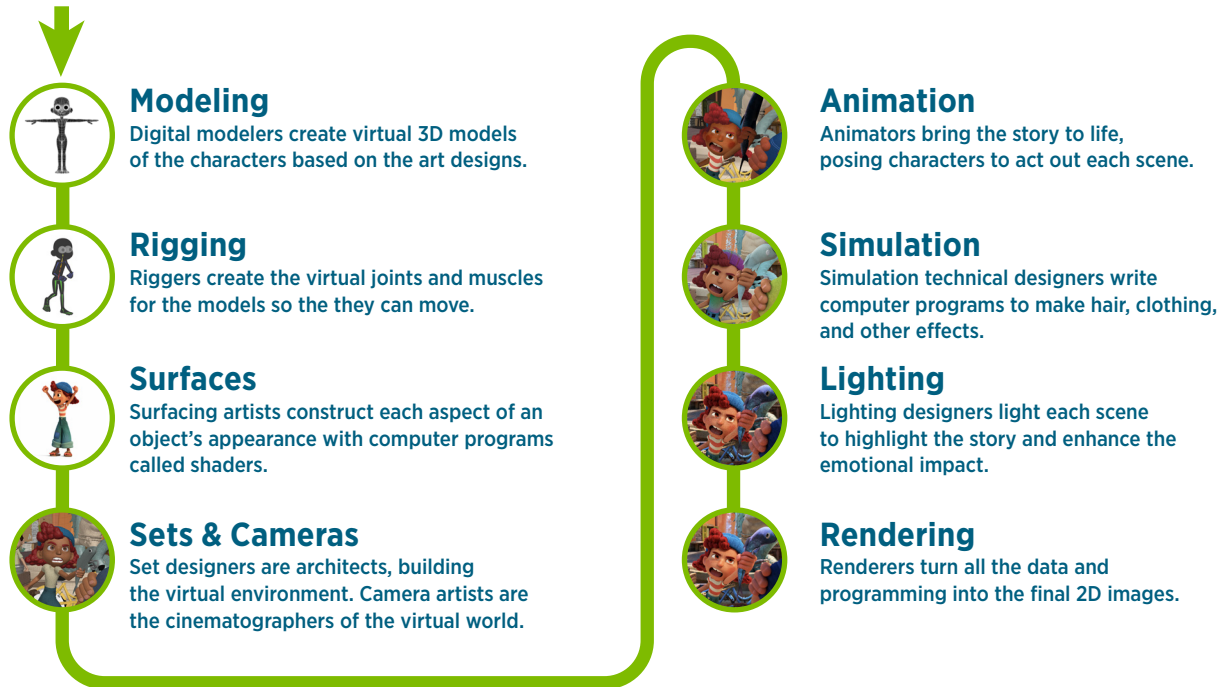 Modeling
Digital modelers create virtual 3D models
of the characters based on the art designs.
Rigging
Riggers create the virtual joints and muscles
for the models so the they can move.
Surfaces
Surfacing artists construct each aspect of an
object’s appearance with computer programs
called shaders.
Sets & Cameras
Set designers are architects, building
the virtual environment. Camera artists are
the cinematographers of the virtual world.
Animation
Animators bring the story to life,
posing characters to act out each scene.
Simulation
Simulation technical designers write
computer programs to make hair, clothing,
and other effects.
Lighting
Lighting designers light each scene
to highlight the story and enhance the
emotional impact.
Rendering
Renderers turn all the data and
programming into the final 2D images.